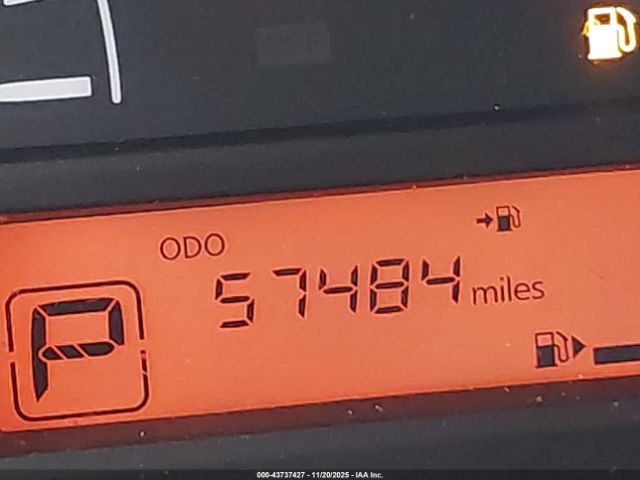 ODO
57484 miles
P
000-43737427 - 11/20/2025 - IAA Inc.